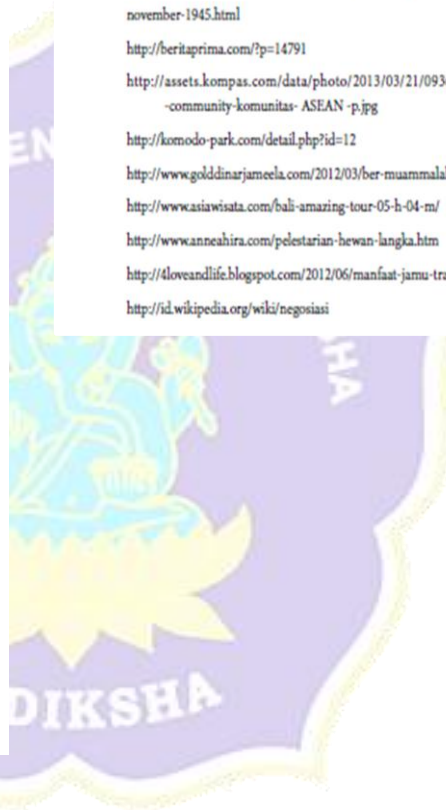 november-1945.html
http://beritaprima.com/?p=14791
http://assets.kompas.com/data/photo/2013/03/21/093
-community-komunitas- ASEAN -p.jpg
http://komodo-park.com/detail.php?id=12
http://www.golddinarjameela.com/2012/03/ber-muammalah
http://www.asiawisata.com/bali-amazing-tour-05-h-04-m/
http://www.anneahira.com/pelestarian-hewan-langka.htm
http://4loveandlife.blogspot.com/2012/06/manfaat-jamu-tra
http://id.wikipedia.org/wiki/negosiasi
EN
SHA
DIKSHA